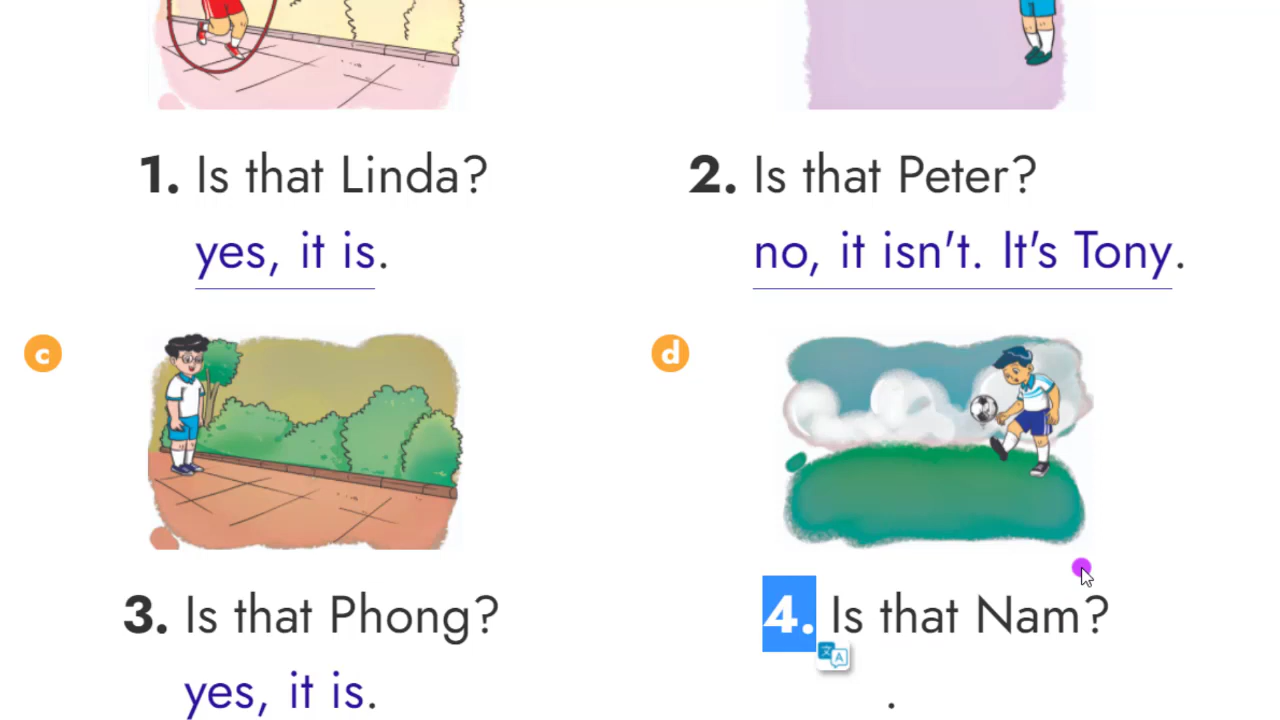 1. Is that Linda?
yes, it is.
2. Is that Peter?
no, it isn't. It's Tony.
c
3. Is that Phong?
yes, it is.
d
4. Is that Nam?
.